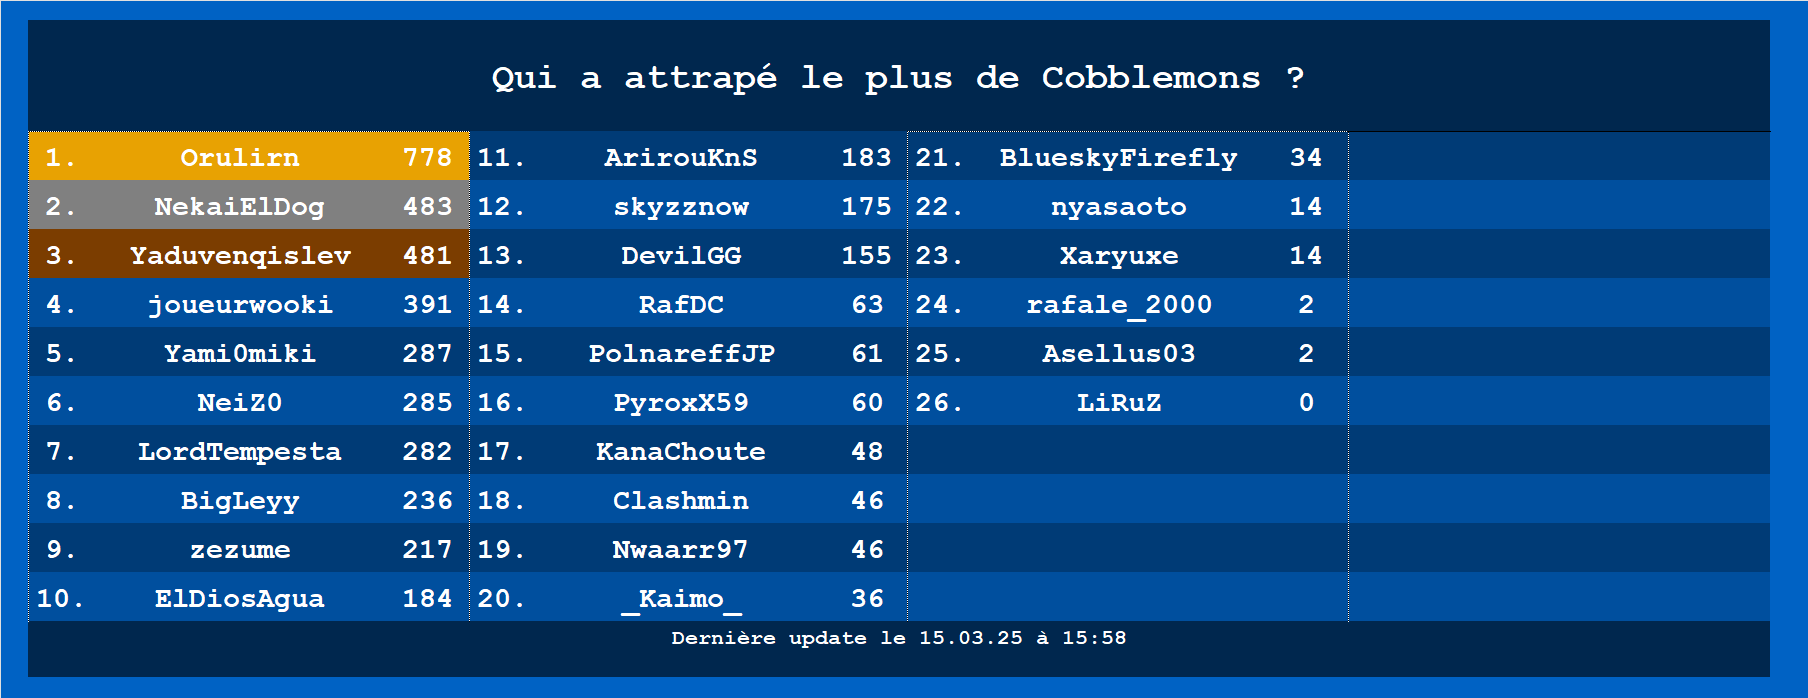 Qui a attrapé le plus de Cobblemons ?
1. Orulirn 778
2. NekaiElDog 483
3. Yaduvenqislev 481
4. joueurwooki 391
5. Yami0miki 287
6. NeiZ0 285
7. LordTempesta 282
8. BigLeyy 236
9. zezume 217
10. ElDiosAgua 184
11. ArirouKnS 183
12. skyzznow 175
13. DevilGG 155
14. RafDC 63
15. PolnareffJP 61
16. PyroxX59 60
17. KanaChoute 48
18. Clashmin 46
19. Nwaarr97 46
20. _Kaimo_ 36
21. BlueskyFirefly 34
22. nyasaoto 14
23. Xaryuxe 14
24. rafale_2000 2
25. Asellus03 2
26. LiRuZ 0
Dernière update le 15.03.25 à 15:58